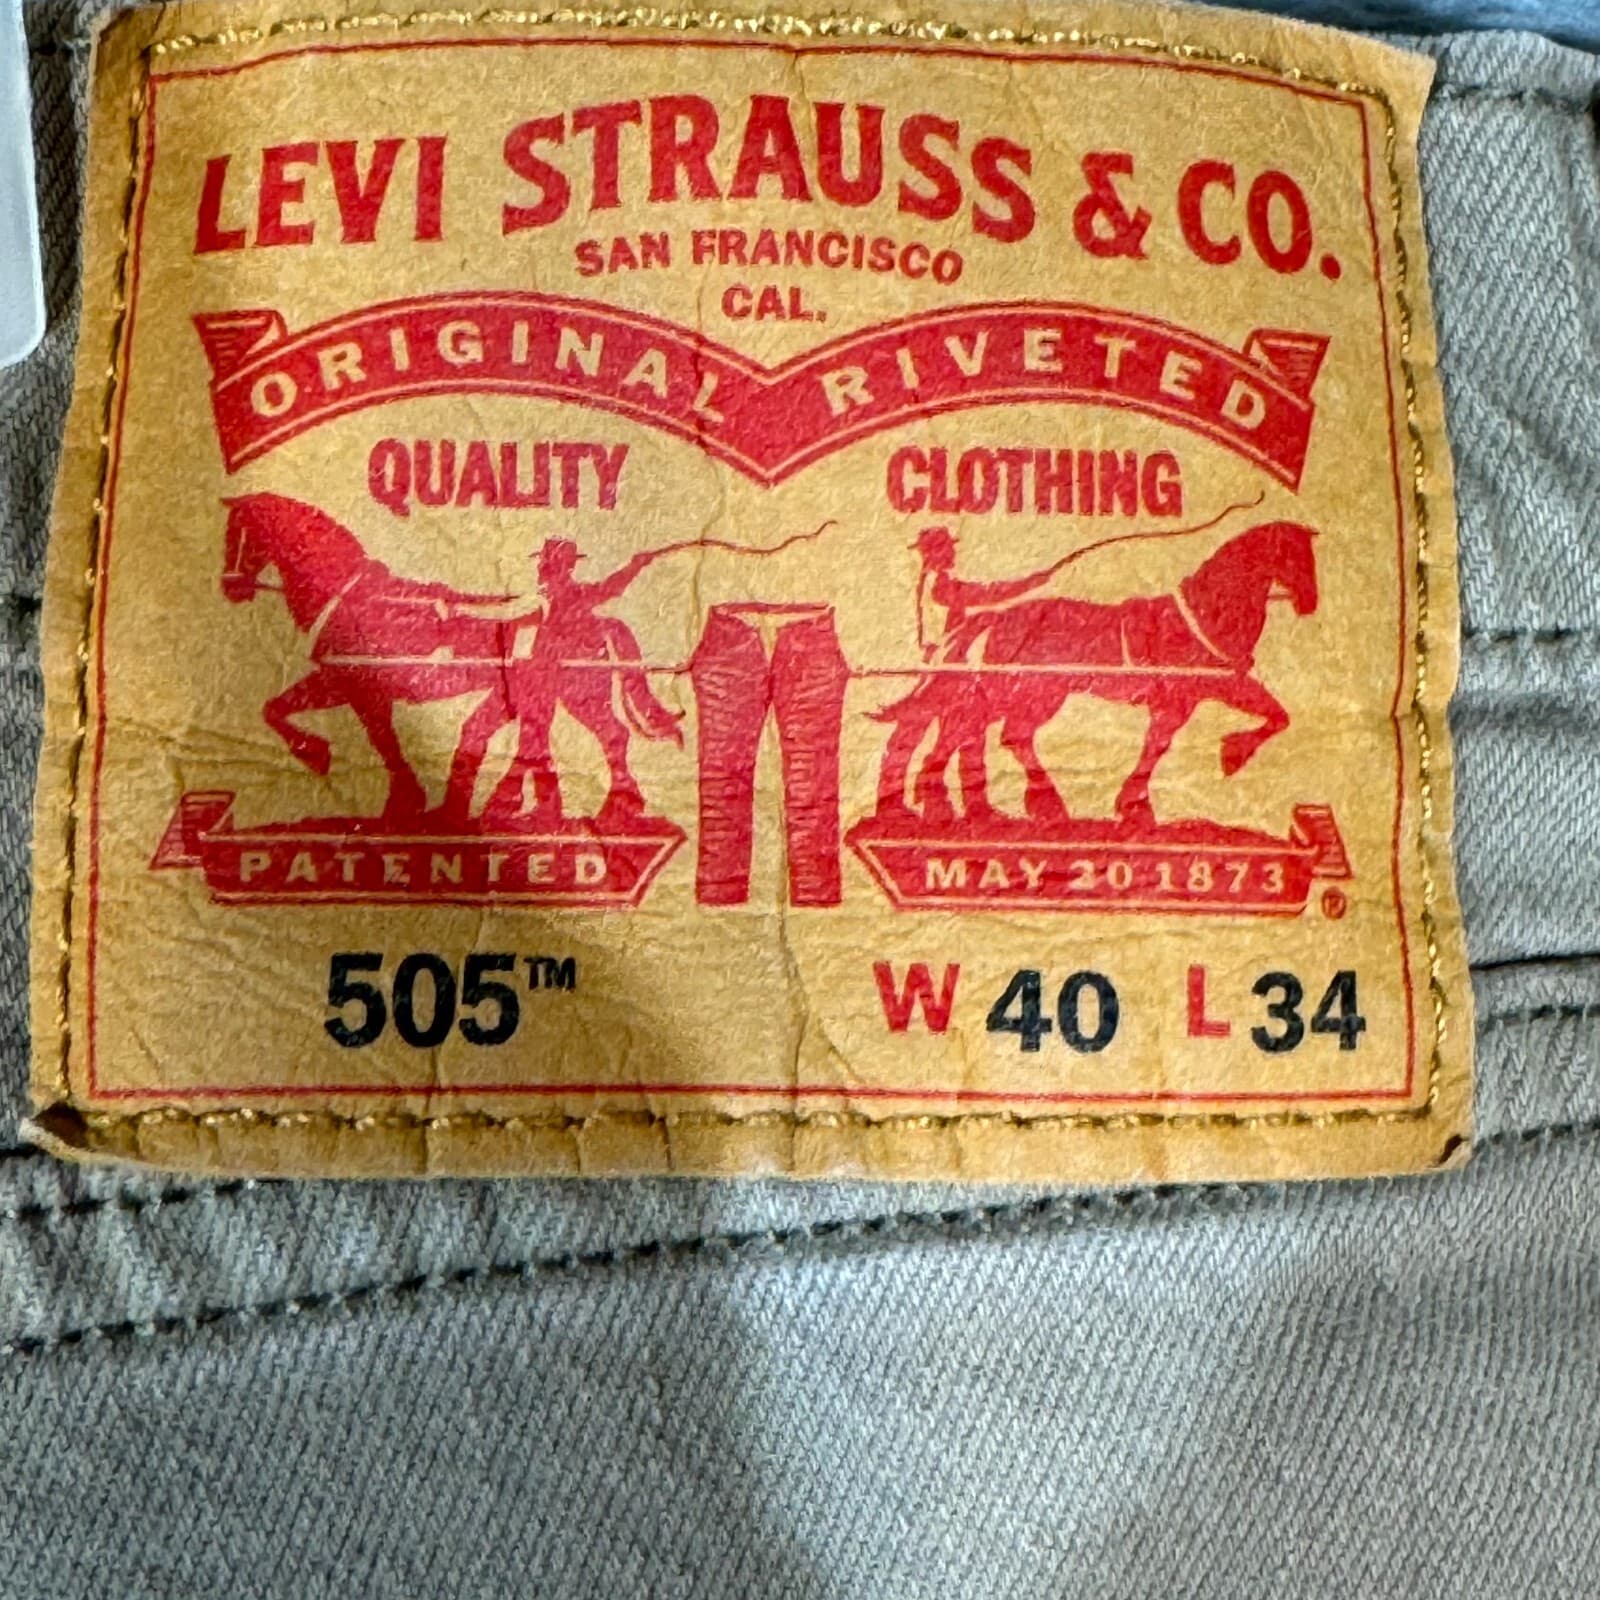 LEVI STRAUSS & CO.
SAN FRANCISCO
CAL.
ORIGINAL RIVETED
QUALITY CLOTHING
PATENTED MAY 20 1873 ®
505™ W 40 L 34